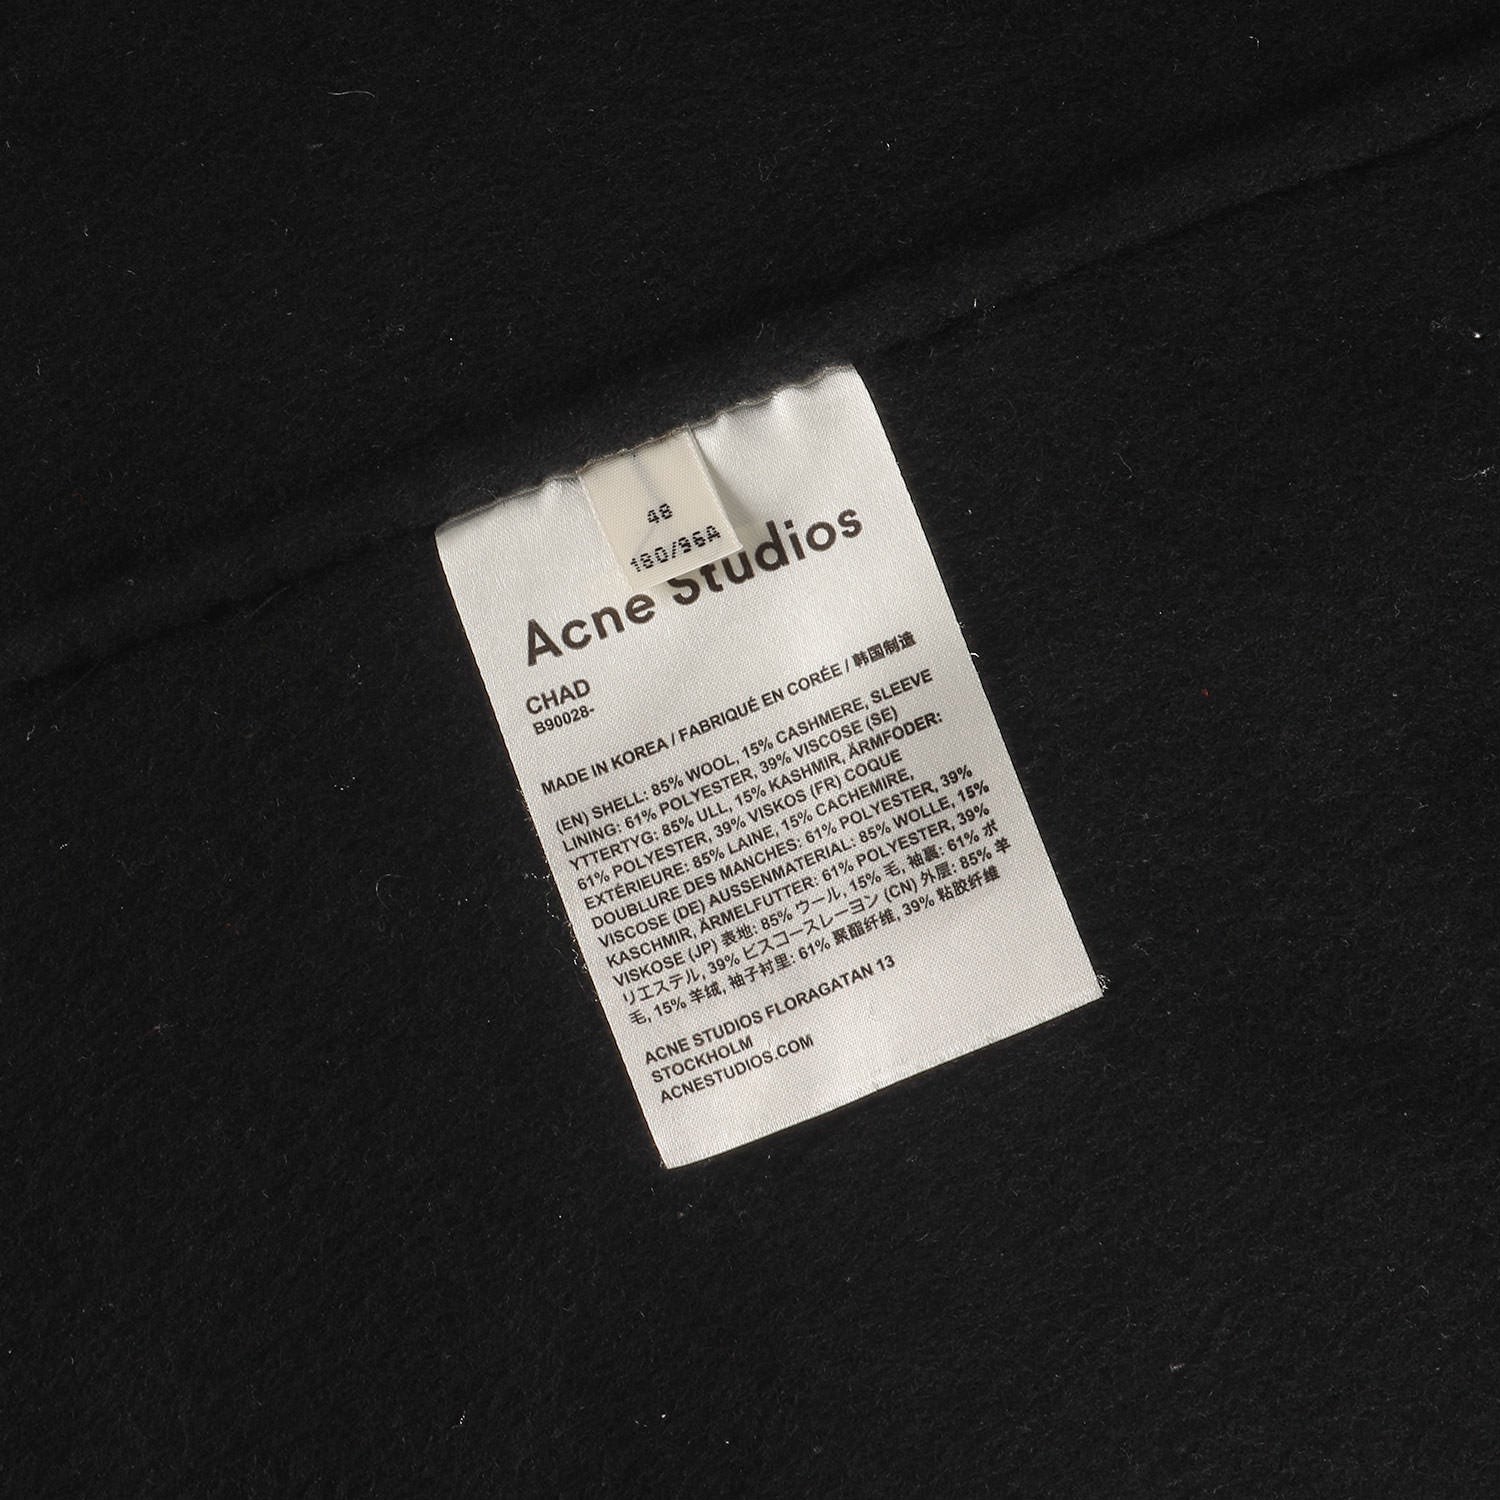 48
180/96A
Acne Studios
CHAD
B90028-
MADE IN KOREA / FABRIQUÉ EN CORÉE / 韩国制造
(EN) SHELL: 85% WOOL, 15% CASHMERE, SLEEVE
LINING: 61% POLYESTER, 39% VISCOSE (SE)
YTTERTYG: 85% ULL, 15% KASHMIR, ÄRMFODER:
61% POLYESTER, 39% VISKOS (FR) COQUE
EXTÉRIEURE: 85% LAINE, 15% CACHEMIRE,
DOUBLURE DES MANCHES: 61% POLYESTER, 39%
VISCOSE (DE) AUSSENMATERIAL: 85% WOLLE, 15%
KASCHMIR, ÄRMELFUTTER: 61% POLYESTER, 39%
VISKOSE (JP) 表地: 85% ウール, 15% 毛, 袖裏: 61% ポ
リエステル, 39% ビスコースレーヨン (CN) 外层: 85% 羊
毛, 15% 羊绒, 袖子衬里: 61% 聚酯纤维, 39% 粘胶纤维
ACNE STUDIOS FLORAGATAN 13
STOCKHOLM
ACNESTUDIOS.COM